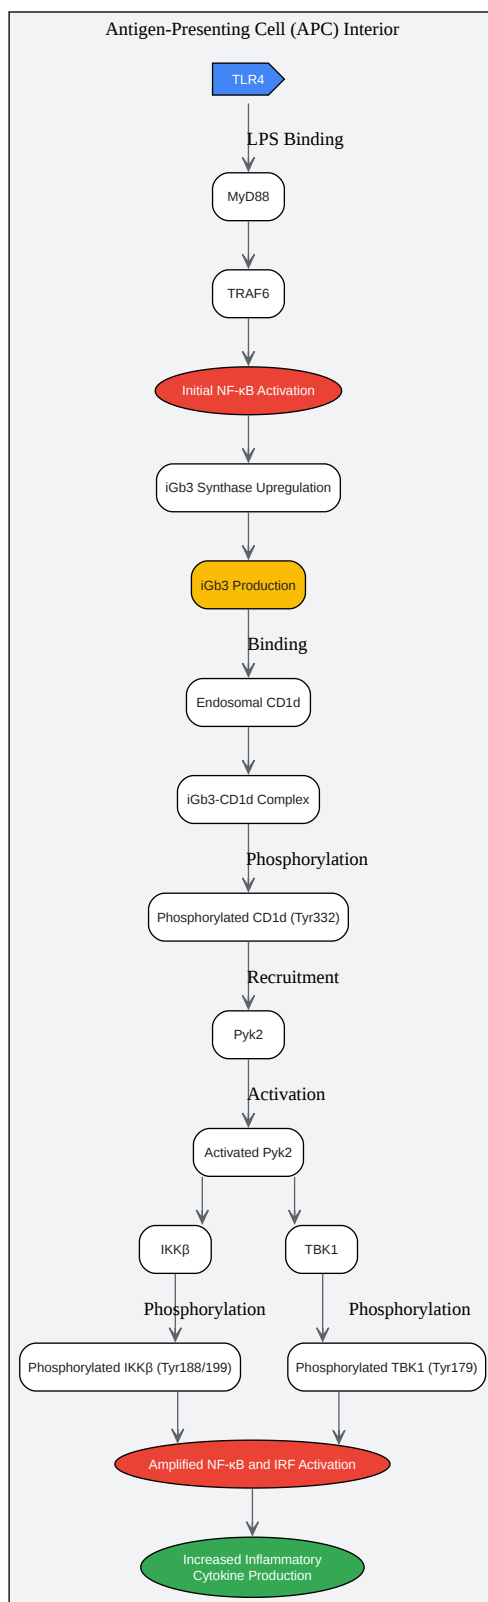 Antigen-Presenting Cell (APC) Interior
TLR4
LPS Binding
MyD88
TRAF6
Initial NF-κB Activation
iGb3 Synthase Upregulation
iGb3 Production
Binding
Endosomal CD1d
iGb3-CD1d Complex
Phosphorylation
Phosphorylated CD1d (Tyr332)
Recruitment
Pyk2
Activation
Activated Pyk2
IKKβ
TBK1
Phosphorylation
Phosphorylation
Phosphorylated IKKβ (Tyr188/199)
Phosphorylated TBK1 (Tyr179)
Amplified NF-κB and IRF Activation
Increased Inflammatory
Cytokine Production